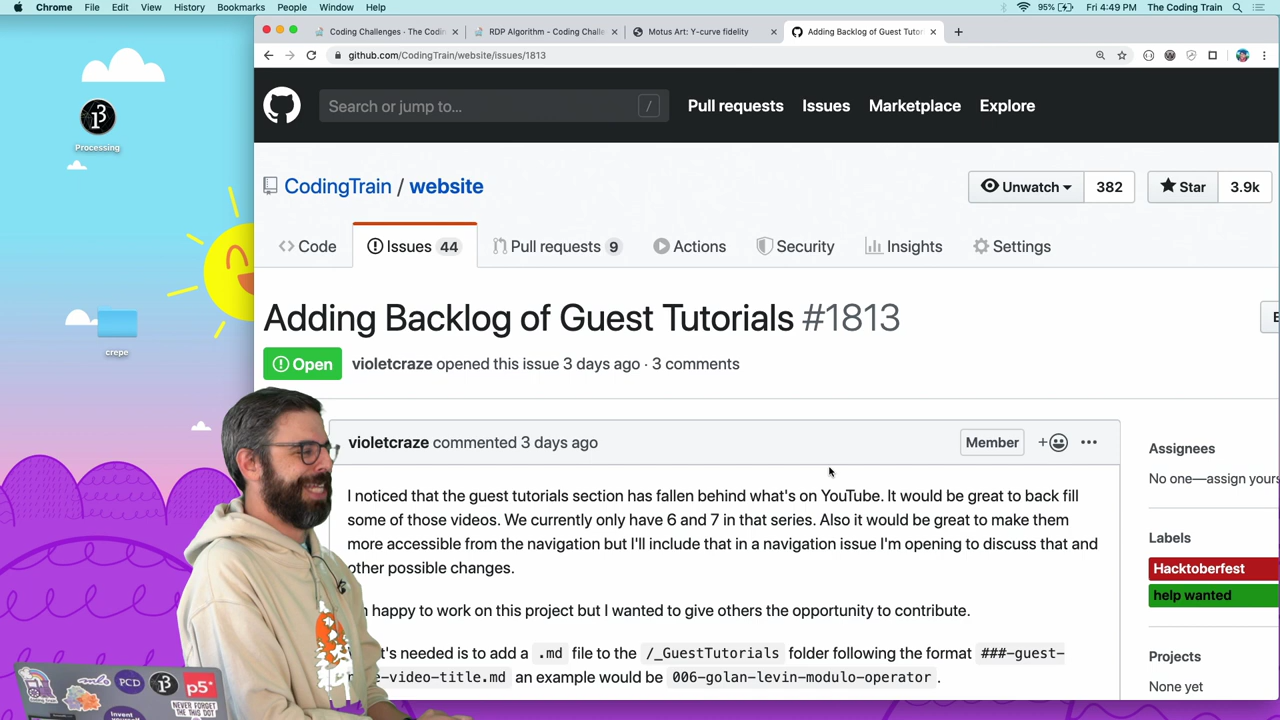 Chrome File Edit View History Bookmarks People Window Help 95% Fri 4:49 PM The Coding Train
Coding Challenges · The Codin RDP Algorithm - Coding Challe Motus Art: Y-curve fidelity Adding Backlog of Guest Tutor
github.com/CodingTrain/website/issues/1813
Search or jump to... / Pull requests Issues Marketplace Explore
Processing
CodingTrain / website Unwatch 382 Star 3.9k
Code Issues 44 Pull requests 9 Actions Security Insights Settings
Adding Backlog of Guest Tutorials #1813
crepe
Open violetcraze opened this issue 3 days ago · 3 comments
violetcraze commented 3 days ago Member
Assignees
No one—assign yours
I noticed that the guest tutorials section has fallen behind what's on YouTube. It would be great to back fill
some of those videos. We currently only have 6 and 7 in that series. Also it would be great to make them
more accessible from the navigation but I'll include that in a navigation issue I'm opening to discuss that and
other possible changes.
Labels
Hacktoberfest
help wanted
happy to work on this project but I wanted to give others the opportunity to contribute.
's needed is to add a .md file to the /_GuestTutorials folder following the format ###-guest-
-video-title.md an example would be 006-golan-levin-modulo-operator .
Projects
None yet
PCD
p5*
NEVER FORGET
THE THIS DOT